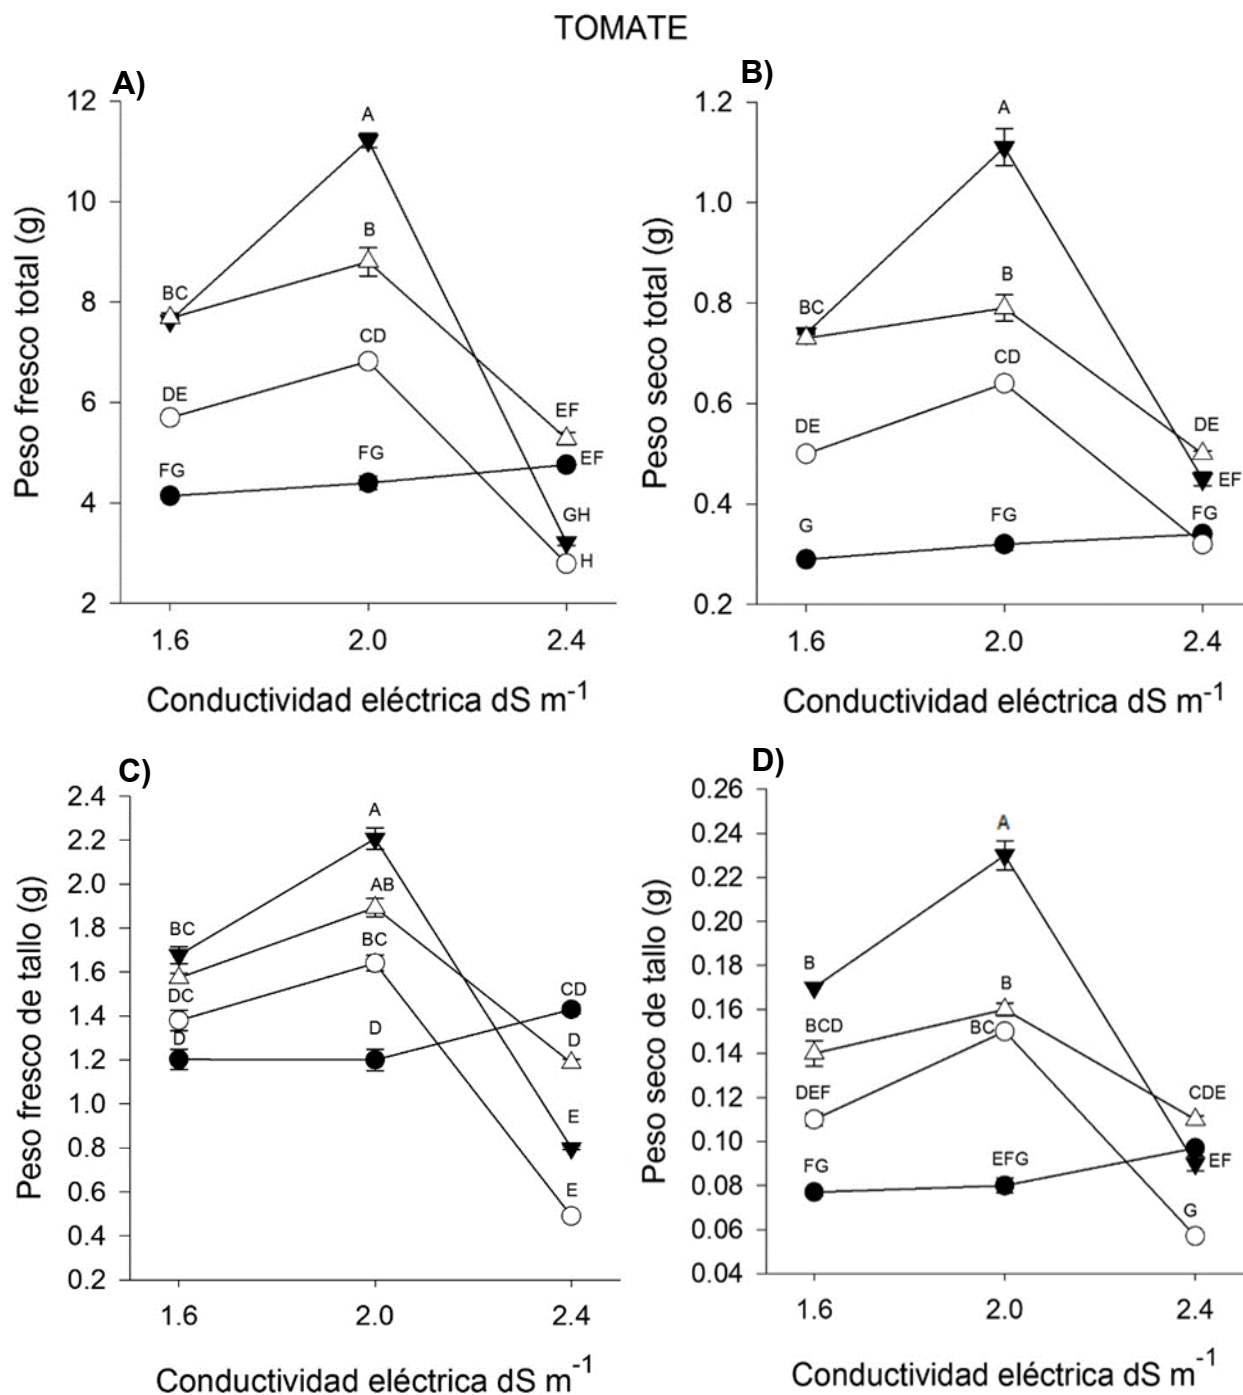 TOMATE
A)
Peso fresco total (g)
12
10
8
6
4
2
A
B
BC
CD
DE
EF
FG
FG
EF
GH
H
1.6 2.0 2.4
Conductividad eléctrica dS m-1
B)
Peso seco total (g)
1.2
1.0
0.8
0.6
0.4
0.2
A
B
BC
CD
DE
DE
EF
G
FG
FG
1.6 2.0 2.4
Conductividad eléctrica dS m-1
C)
Peso fresco de tallo (g)
2.4
2.2
2.0
1.8
1.6
1.4
1.2
1.0
0.8
0.6
0.4
0.2
A
AB
BC
BC
DC
CD
D
D
D
E
E
1.6 2.0 2.4
Conductividad eléctrica dS m-1
D)
Peso seco de tallo (g)
0.26
0.24
0.22
0.20
0.18
0.16
0.14
0.12
0.10
0.08
0.06
0.04
A
B
B
BCD
BC
DEF
CDE
FG
EFG
EF
G
1.6 2.0 2.4
Conductividad eléctrica dS m-1